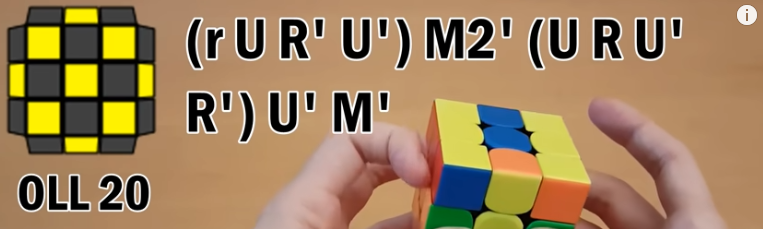 (r U R' U') M2' (U R U'
R') U' M'
OLL 20
i